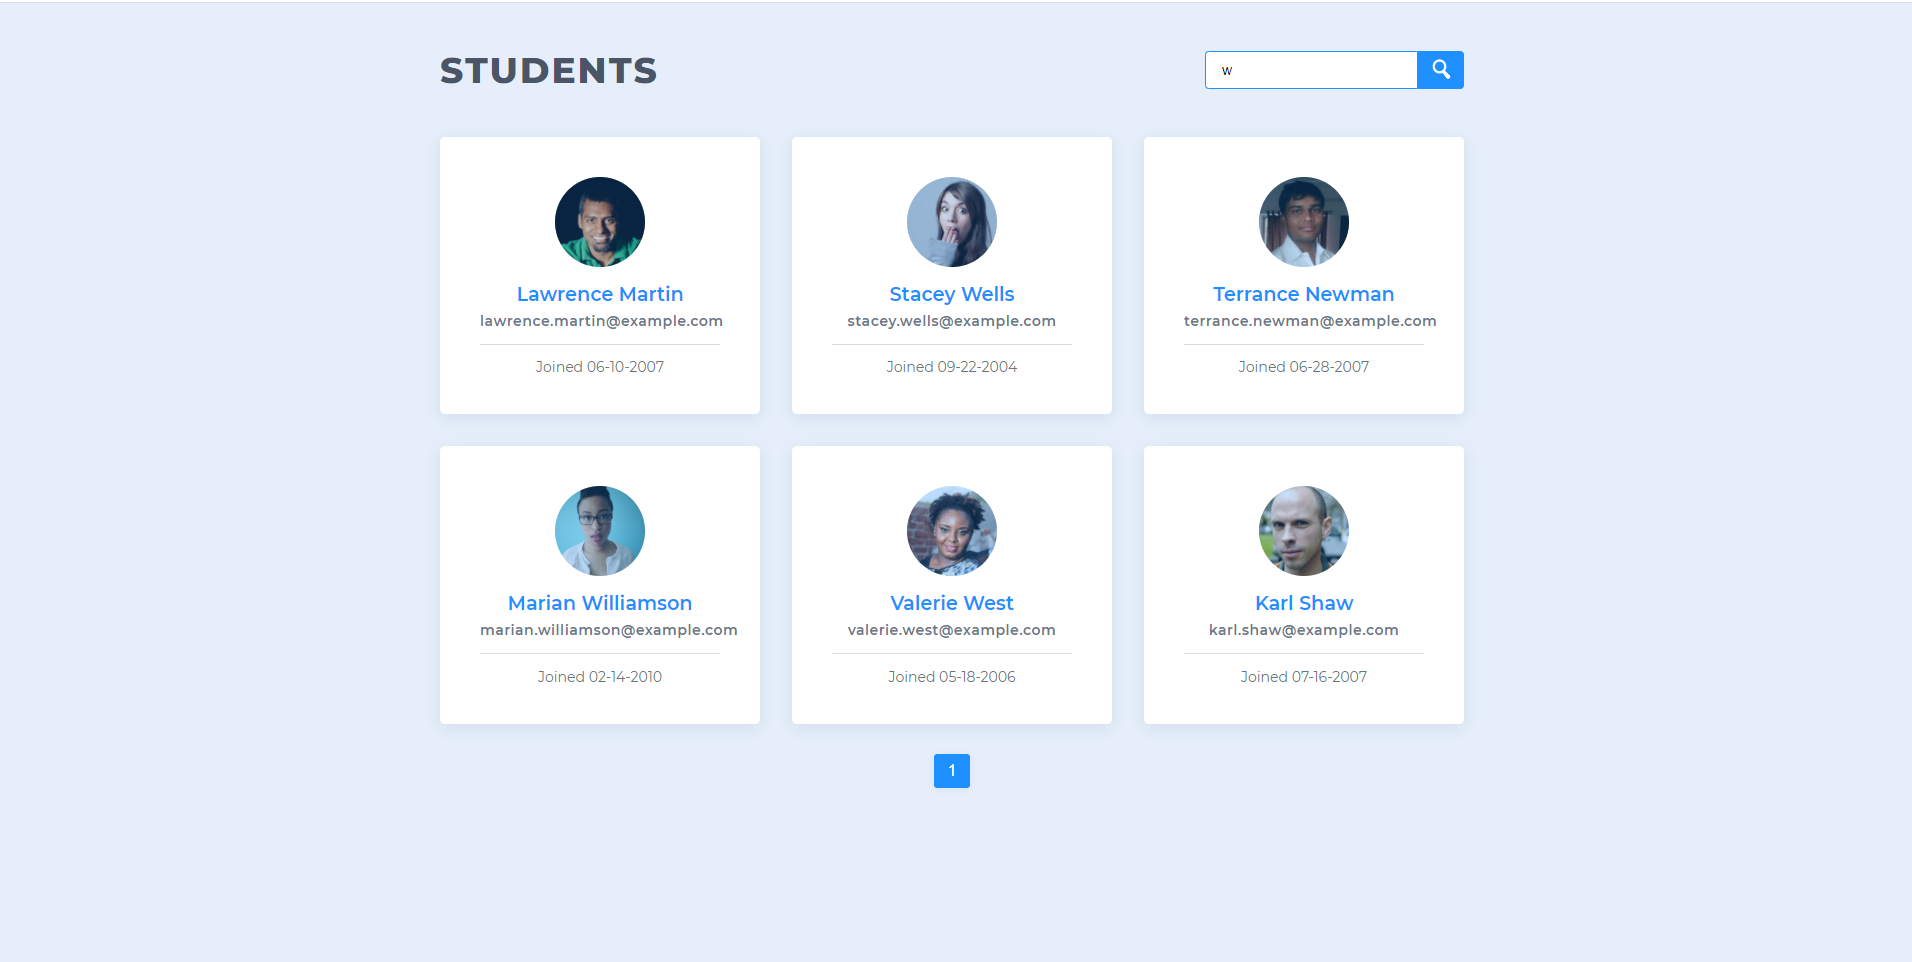 STUDENTS
w
Lawrence Martin
lawrence.martin@example.com
Joined 06-10-2007
Stacey Wells
stacey.wells@example.com
Joined 09-22-2004
Terrance Newman
terrance.newman@example.com
Joined 06-28-2007
Marian Williamson
marian.williamson@example.com
Joined 02-14-2010
Valerie West
valerie.west@example.com
Joined 05-18-2006
Karl Shaw
karl.shaw@example.com
Joined 07-16-2007
1